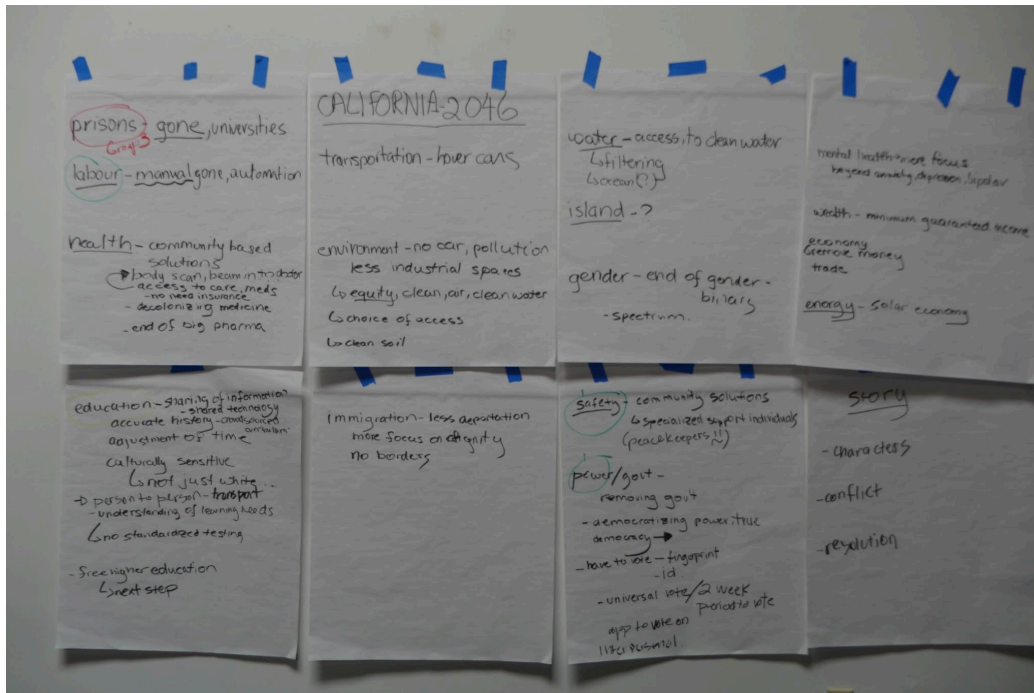 prisons - gone, universities
labour - manual gone, automation
health - community based
solutions
body scan, beam into doctor
access to care, meds
- no need insurance
- decolonizing medicine
- end of big pharma
CALIFORNIA-2046
transportation - hover cars
environment - no car, pollution
less industrial spaces
↳ equity, clean, air, clean water
↳ choice of access
↳ clean soil
water - access, to clean water
↳ filtering
↳ ocean(?)
island - ?
gender - end of gender -
binary
- spectrum.
mental health - more focus
beyond anxiety, depression, bipolar
wealth - minimum guaranteed income
economy
↳ remove money
trade
energy - solar economy
education - sharing of information
- shared technology
accurate history - crowdsourced
curriculum
adjustment of time
culturally sensitive
↳ not just white...
→ person to person - transport
- understanding of learning needs
↳ no standardized testing
- free higher education
↳ next step
immigration - less deportation
more focus on dignity
no borders
safety - community solutions
↳ specialized support individuals
(peacekeepers!!)
power/gov't -
removing gov't
- democratizing power, true
democracy →
- have to vote - fingerprint
- id
- universal vote/2 week
period to vote
app to vote on
story
- characters
- conflict
- resolution